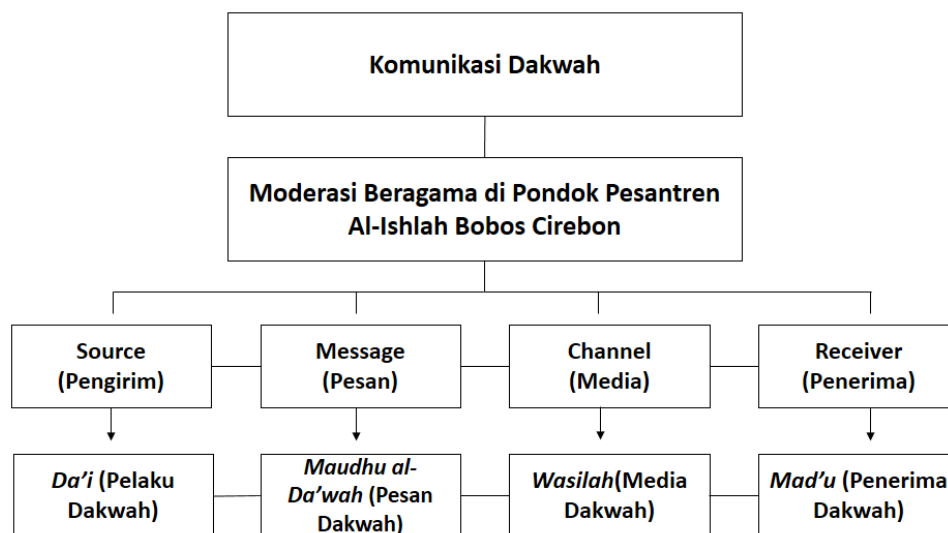 Komunikasi Dakwah
Moderasi Beragama di Pondok Pesantren
Al-Ishlah Bobos Cirebon
Source
(Pengirim)
Message
(Pesan)
Channel
(Media)
Receiver
(Penerima)
Da’i (Pelaku
Dakwah)
Maudhu al-
Da’wah (Pesan
Dakwah)
Wasilah(Media
Dakwah)
Mad’u (Penerima
Dakwah)